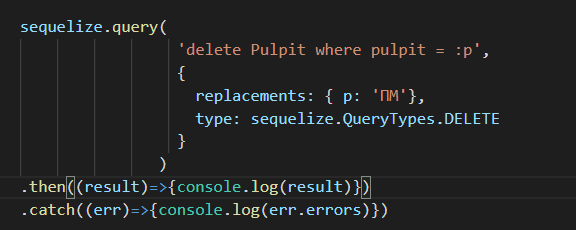 sequelize.query(
'delete Pulpit where pulpit = :p',
{
replacements: { p: 'ПМ'},
type: sequelize.QueryTypes.DELETE
}
)
.then((result)=>{console.log(result)})
.catch((err)=>{console.log(err.errors)})